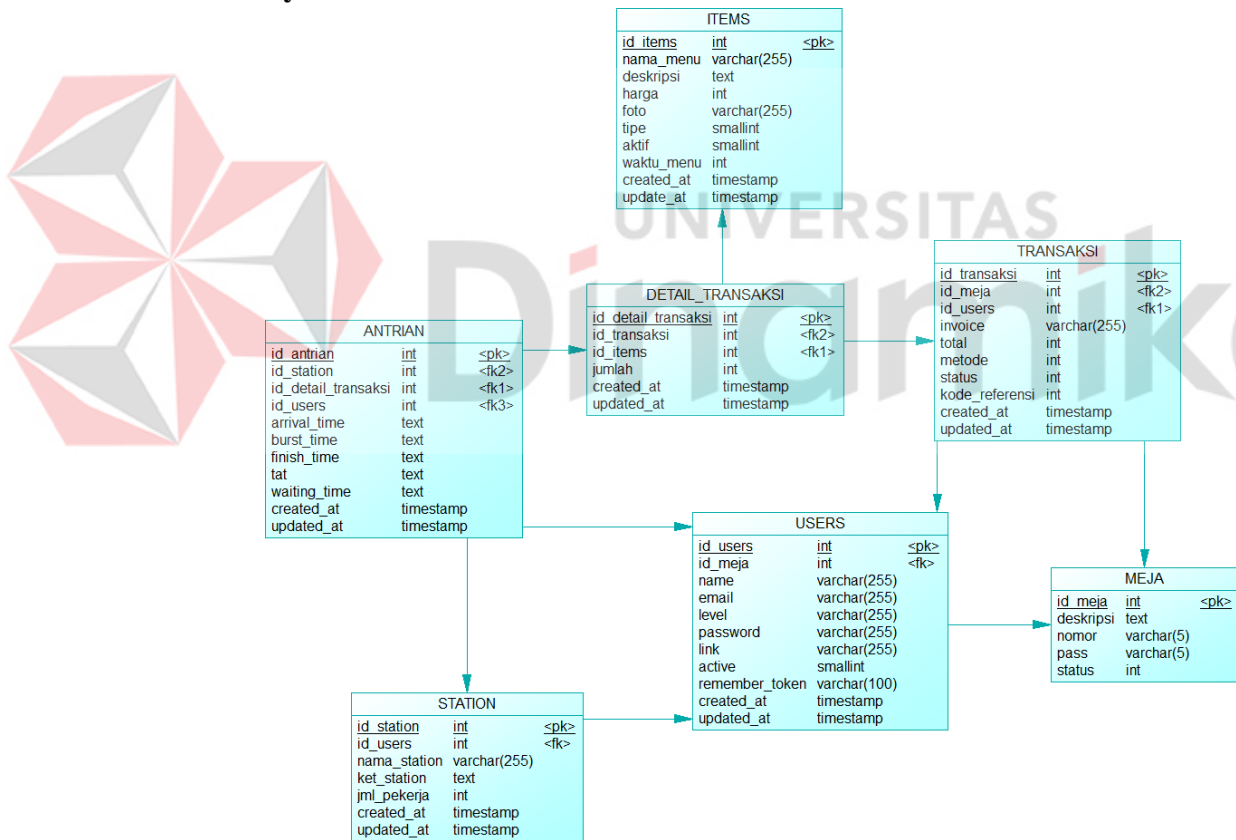 ITEMS
id_items int <pk>
nama_menu varchar(255)
deskripsi text
harga int
foto varchar(255)
tipe smallint
aktif smallint
waktu_menu int
created_at timestamp
update_at timestamp
UNIVERSITAS
Dinamika
TRANSAKSI
id_transaksi int <pk>
id_meja int <fk2>
id_users int <fk1>
invoice varchar(255)
total int
metode int
status int
kode_referensi int
created_at timestamp
updated_at timestamp
DETAIL_TRANSAKSI
id_detail_transaksi int <pk>
id_transaksi int <fk2>
id_items int <fk1>
jumlah int
created_at timestamp
updated_at timestamp
ANTRIAN
id_antrian int <pk>
id_station int <fk2>
id_detail_transaksi int <fk1>
id_users int <fk3>
arrival_time text
burst_time text
finish_time text
tat text
waiting_time text
created_at timestamp
updated_at timestamp
USERS
id_users int <pk>
id_meja int <fk>
name varchar(255)
email varchar(255)
level varchar(255)
password varchar(255)
link varchar(255)
active smallint
remember_token varchar(100)
created_at timestamp
updated_at timestamp
MEJA
id_meja int <pk>
deskripsi text
nomor varchar(5)
pass varchar(5)
status int
STATION
id_station int <pk>
id_users int <fk>
nama_station varchar(255)
ket_station text
jml_pekerja int
created_at timestamp
updated_at timestamp